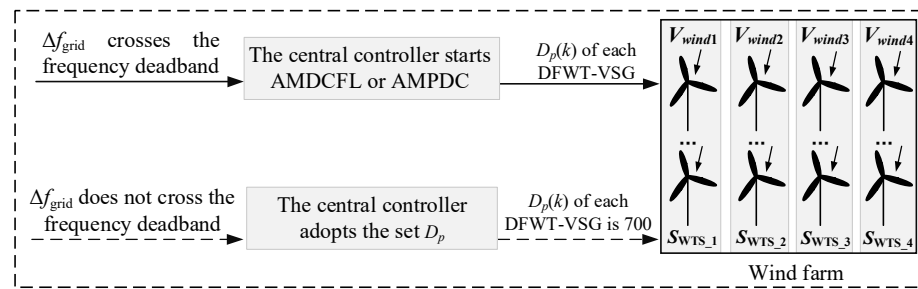 Δf_grid crosses the
frequency deadband
The central controller starts
AMDCFL or AMPDC
D_p(k) of each
DFWT-VSG
Δf_grid does not cross the
frequency deadband
The central controller
adopts the set D_p
D_p(k) of each
DFWT-VSG is 700
V_wind1 V_wind2 V_wind3 V_wind4
... ... ... ...
S_WTS_1 S_WTS_2 S_WTS_3 S_WTS_4
Wind farm